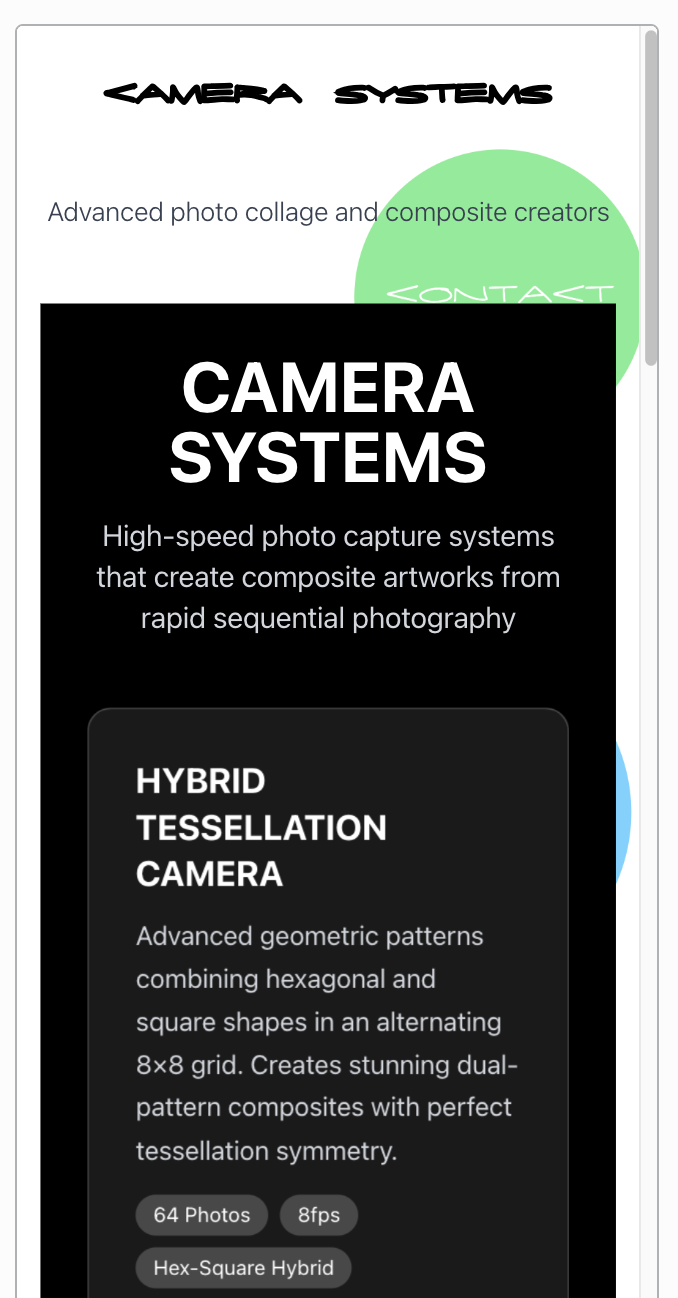 CAMERA SYSTEMS
Advanced photo collage and composite creators
CONTACT
CAMERA
SYSTEMS
High-speed photo capture systems
that create composite artworks from
rapid sequential photography
HYBRID
TESSELLATION
CAMERA
Advanced geometric patterns
combining hexagonal and
square shapes in an alternating
8×8 grid. Creates stunning dual-
pattern composites with perfect
tessellation symmetry.
64 Photos 8fps
Hex-Square Hybrid